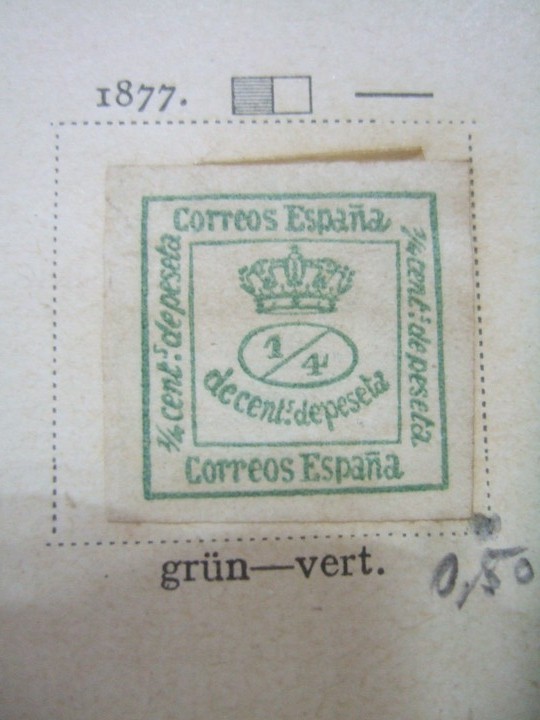 1877.
Correos España
¼ cent.s de peseta
¼ cent.s de peseta
1/4
de cent.s de peseta
Correos España
grün—vert.
0,50